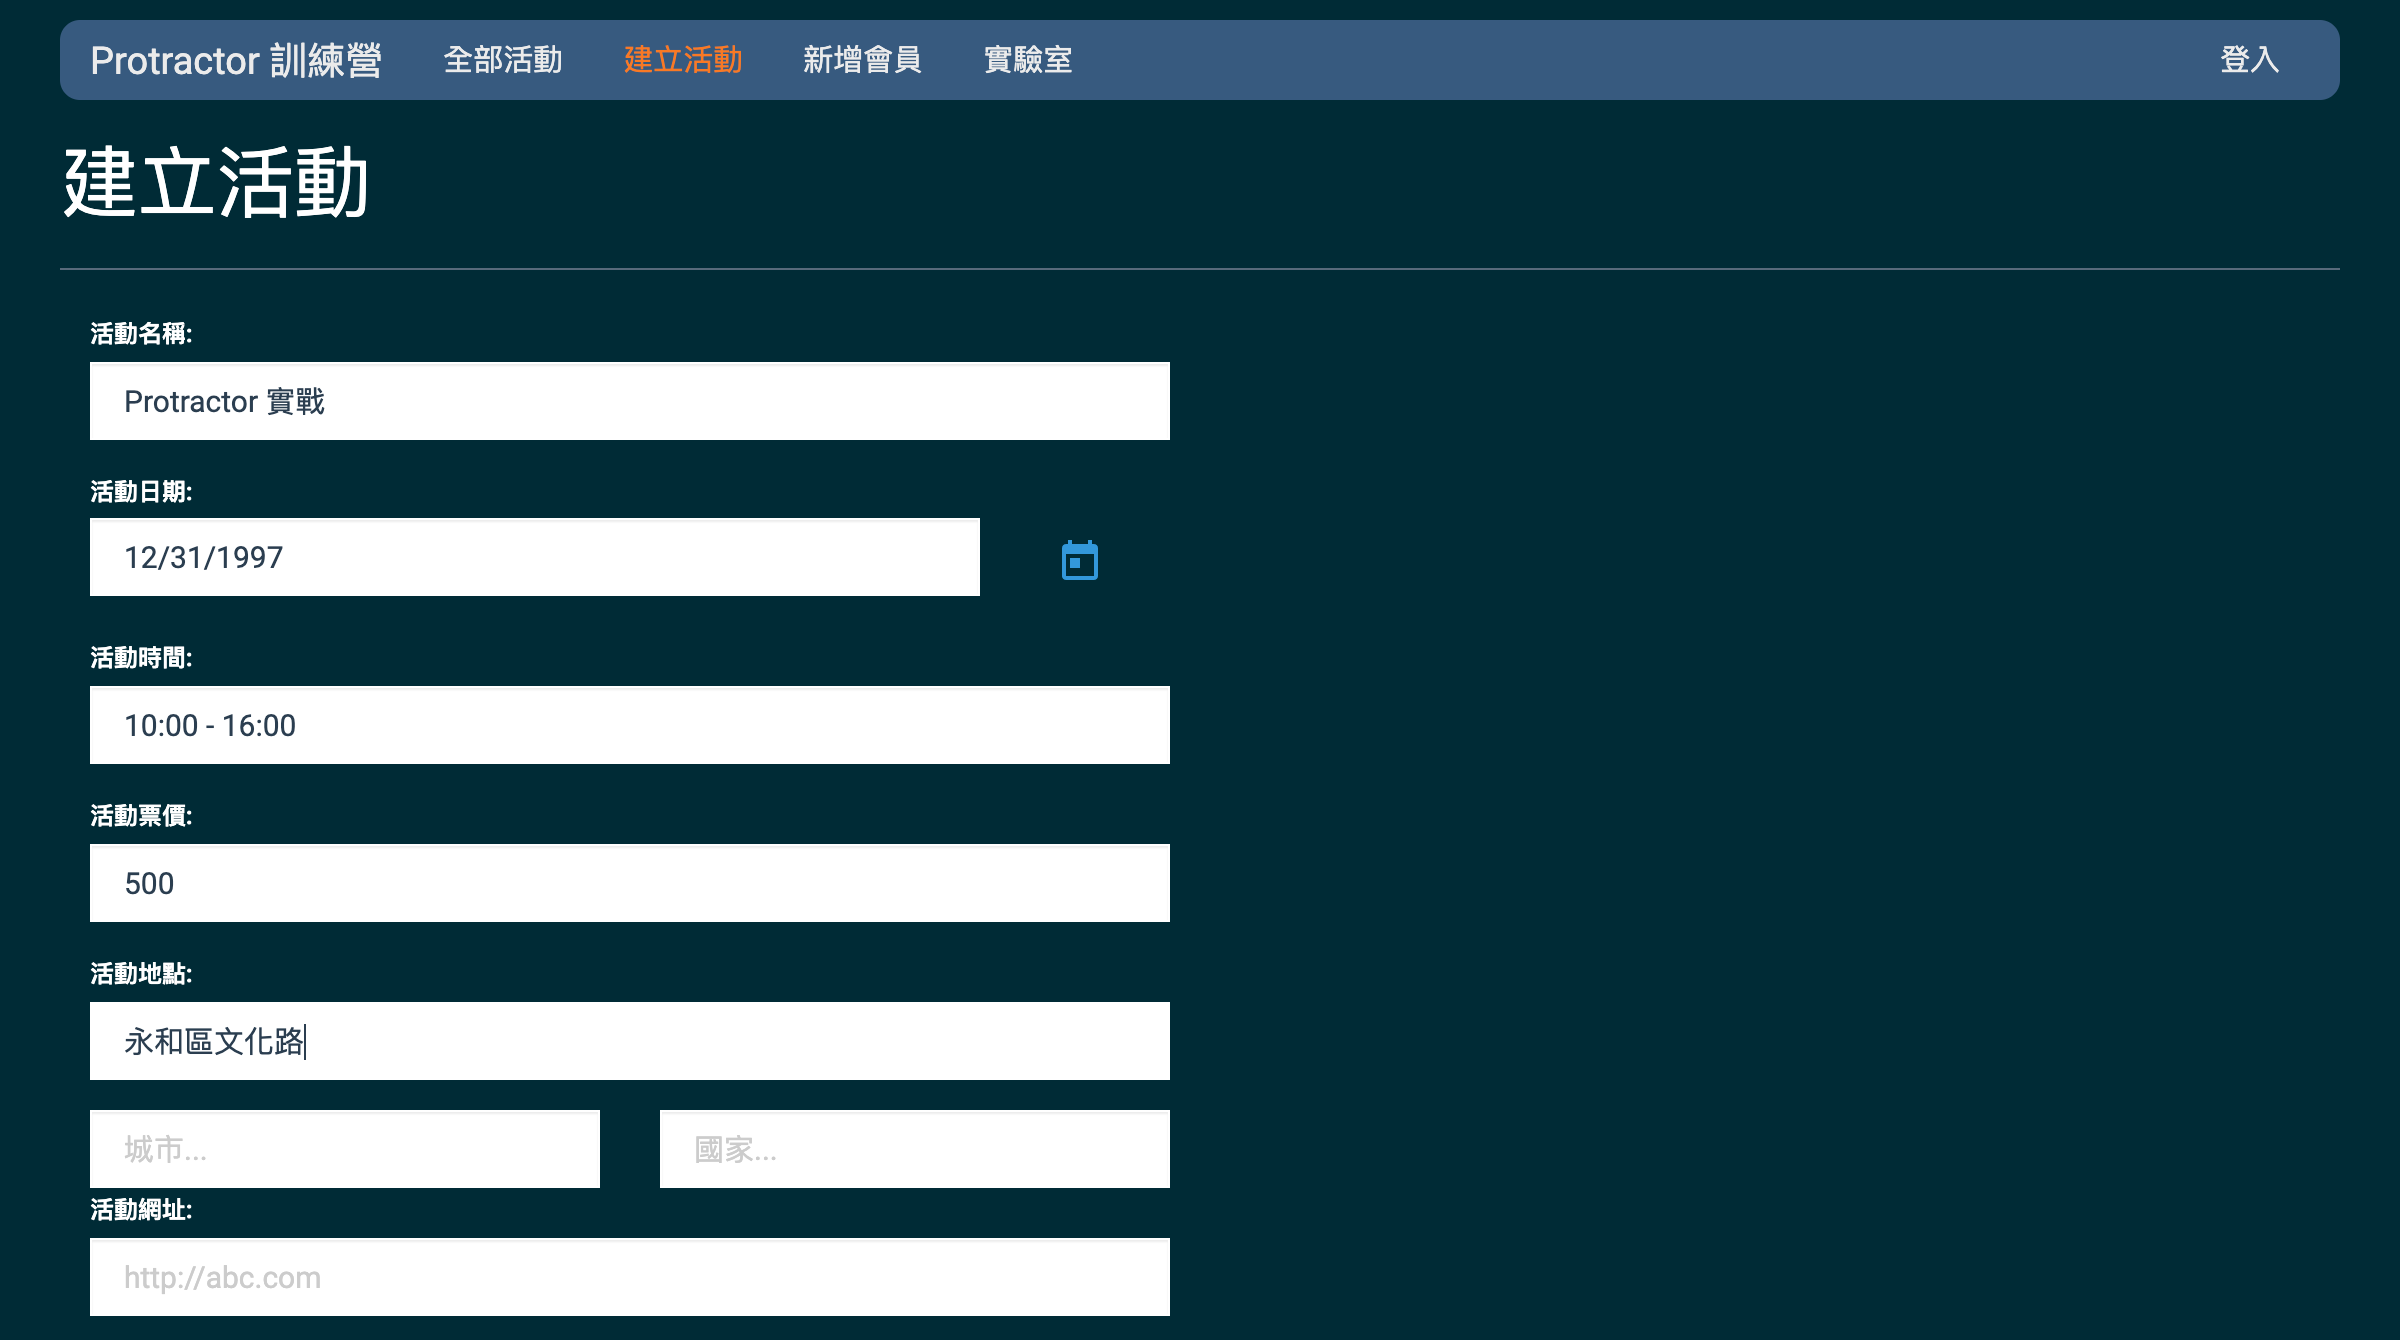 Protractor 訓練營 全部活動 建立活動 新增會員 實驗室 登入
建立活動
活動名稱:
Protractor 實戰
活動日期:
12/31/1997
活動時間:
10:00 - 16:00
活動票價:
500
活動地點:
永和區文化路
城市... 國家...
活動網址:
http://abc.com